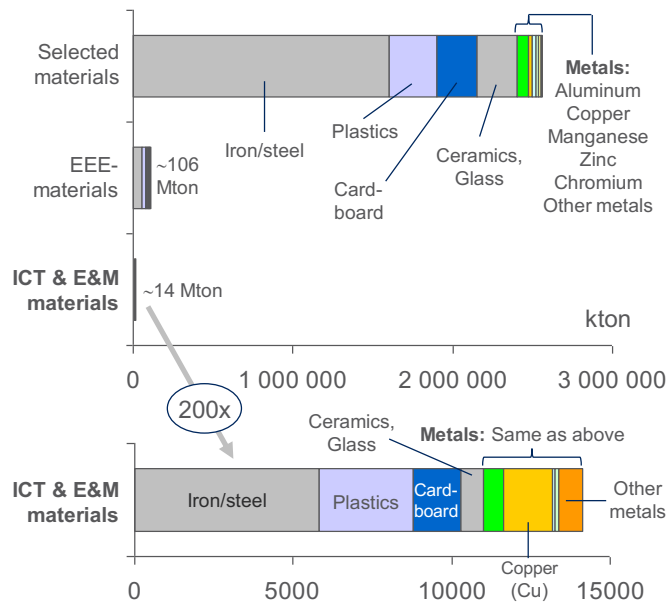 Selected
materials
Metals:
Aluminum
Copper
Manganese
Zinc
Chromium
Other metals
Plastics
Iron/steel
Ceramics,
Glass
Card-
board
EEE-
materials
~106
Mton
ICT & E&M
materials
~14 Mton
kton
0
1 000 000
2 000 000
3 000 000
200x
Ceramics,
Glass
Metals: Same as above
ICT & E&M
materials
Iron/steel
Plastics
Card-
board
Other
metals
Copper
(Cu)
0
5000
10000
15000